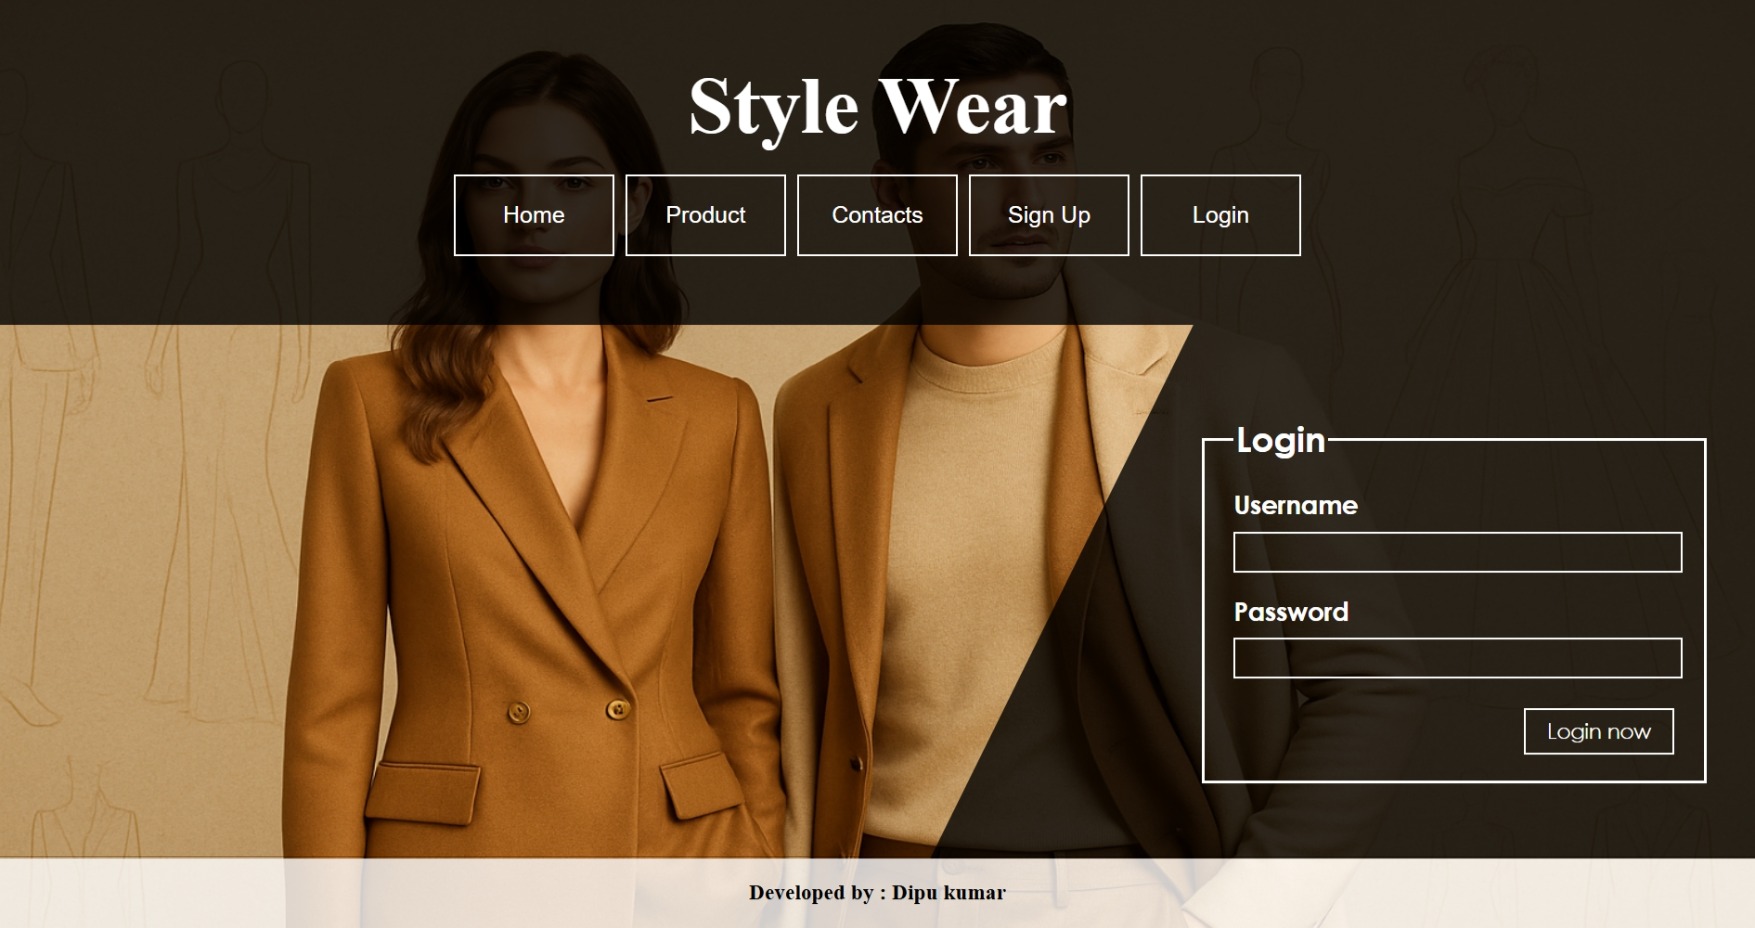 Style Wear
Home Product Contacts Sign Up Login
Login
Username
Password
Login now
Developed by : Dipu kumar